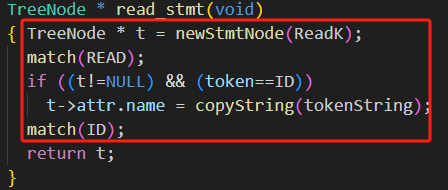 TreeNode * read_stmt(void)
{ TreeNode * t = newStmtNode(ReadK);
match(READ);
if ((t!=NULL) && (token==ID))
t->attr.name = copyString(tokenString);
match(ID);
return t;
}